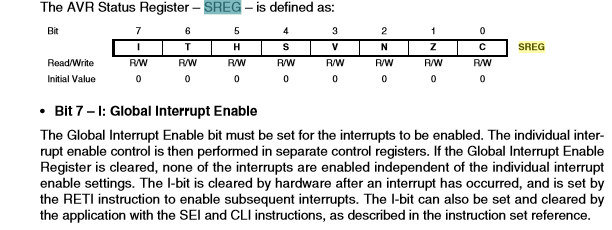 The AVR Status Register – SREG – is defined as:
Bit 7 6 5 4 3 2 1 0
I T H S V N Z C SREG
Read/Write R/W R/W R/W R/W R/W R/W R/W R/W
Initial Value 0 0 0 0 0 0 0 0
• Bit 7 – I: Global Interrupt Enable
The Global Interrupt Enable bit must be set for the interrupts to be enabled. The individual inter-
rupt enable control is then performed in separate control registers. If the Global Interrupt Enable
Register is cleared, none of the interrupts are enabled independent of the individual interrupt
enable settings. The I-bit is cleared by hardware after an interrupt has occurred, and is set by
the RETI instruction to enable subsequent interrupts. The I-bit can also be set and cleared by
the application with the SEI and CLI instructions, as described in the instruction set reference.